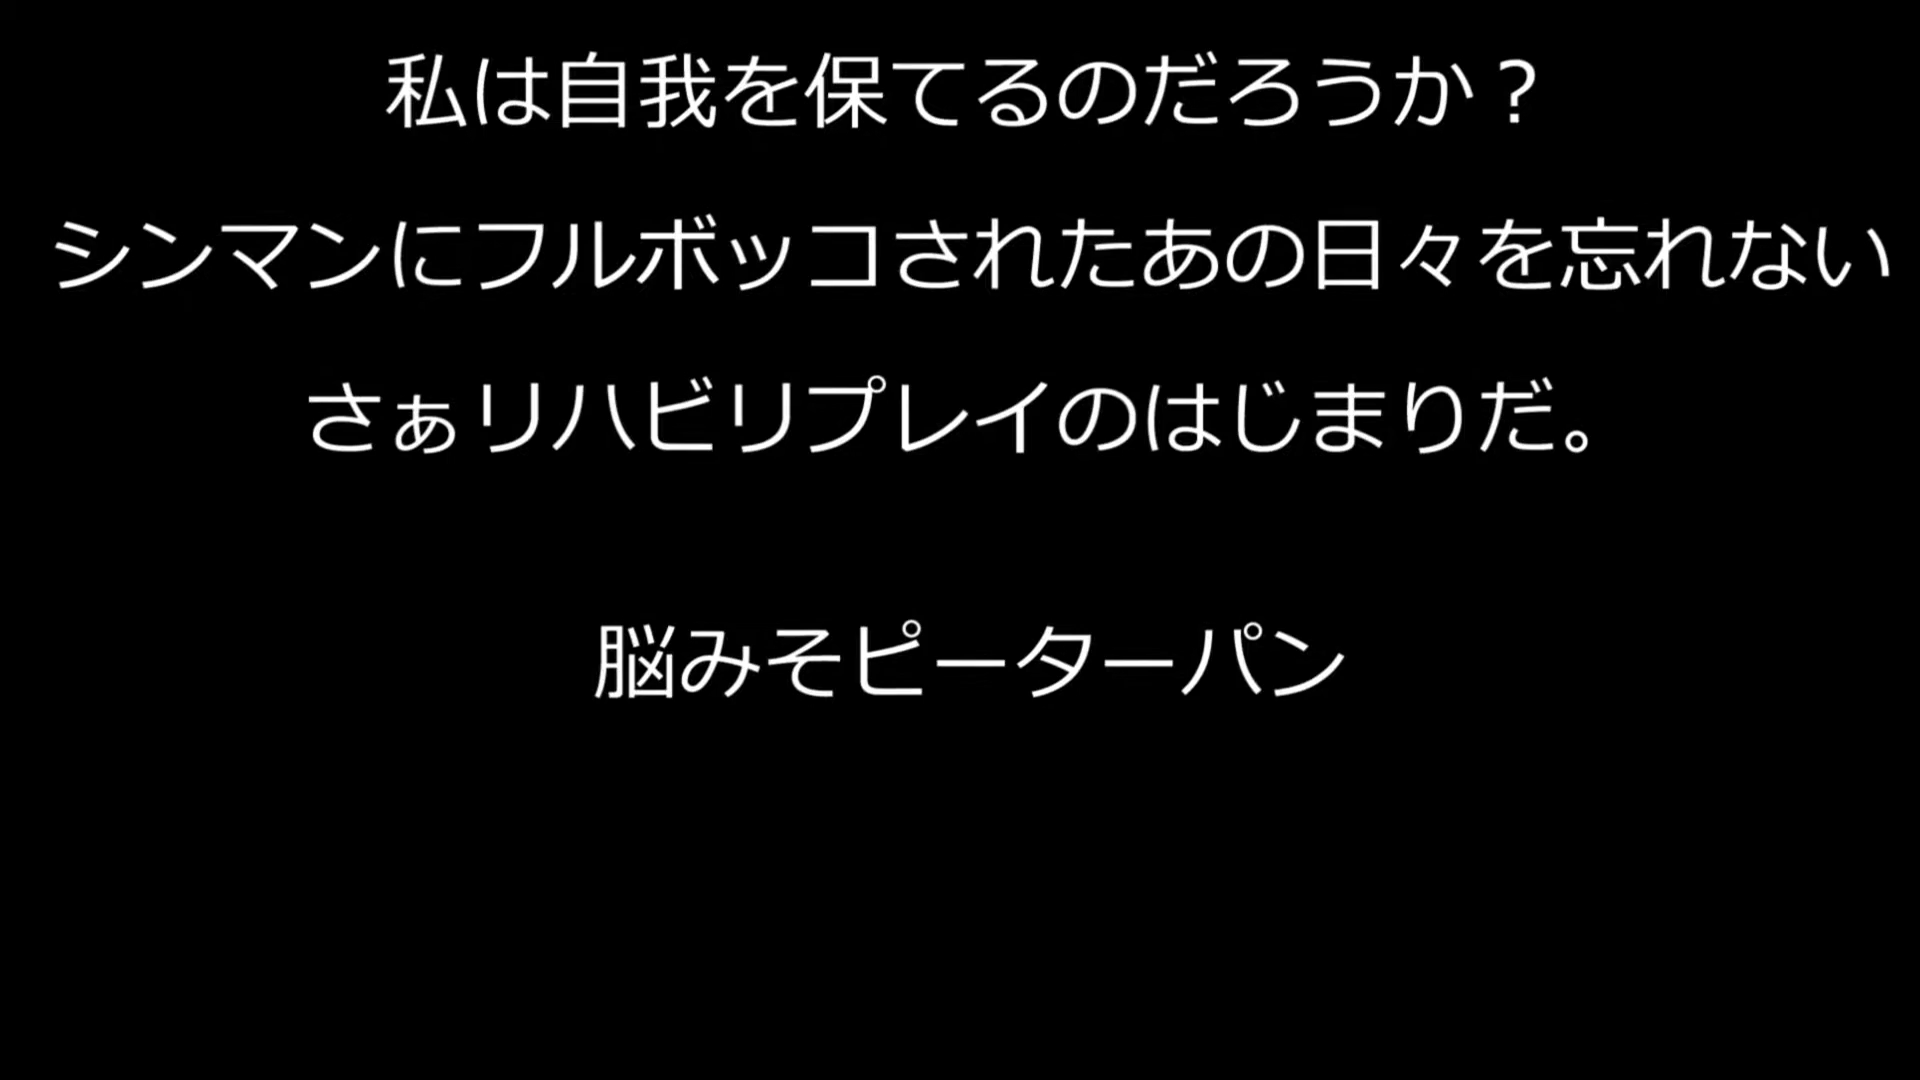 私は自我を保てるのだろうか？
シンマンにフルボッコされたあの日々を忘れない
さぁリハビリプレイのはじまりだ。
脳みそピーターパン